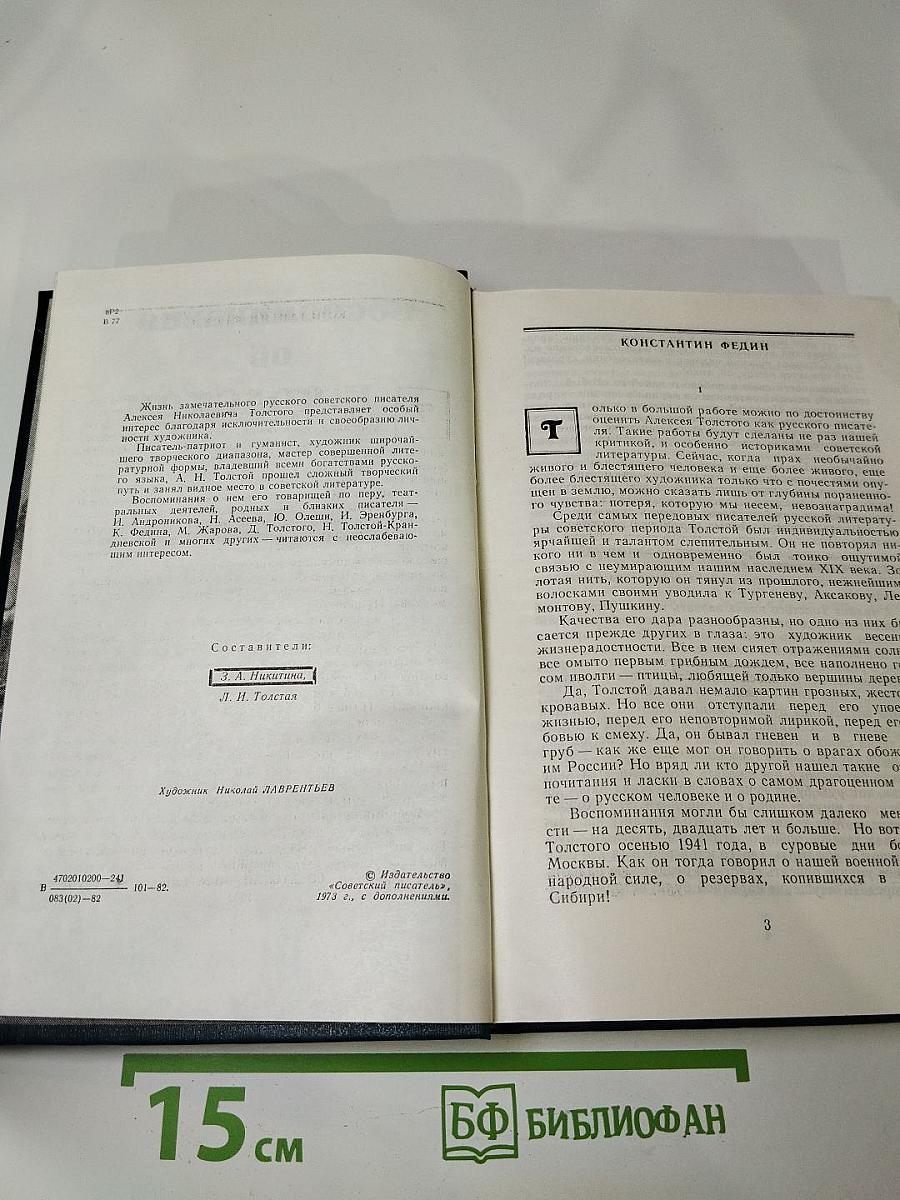 8Р2
В 77
Жизнь замечательного русского советского писателя
Алексея Николаевича Толстого представляет особый
интерес благодаря исключительности и своеобразию лич-
ности художника.
Писатель-патриот и гуманист, художник широчай-
шего творческого диапазона, мастер совершенной лите-
ратурной формы, владевший всеми богатствами русско-
го языка, А. Н. Толстой прошел сложный творческий
путь и занял видное место в советской литературе.
Воспоминания о нем его товарищей по перу, теат-
ральных деятелей, родных и близких писателя —
И. Андроникова, Н. Асеева, Ю. Олеши, И. Эренбурга,
К. Федина, М. Жарова, Д. Толстого, Н. Толстой-Кран-
диевской и многих других — читаются с неослабеваю-
щим интересом.
Составители:
З. А. Никитина,
Л. И. Толстая
Художник Николай ЛАВРЕНТЬЕВ
В 4702010200—241 101—82.
083(02)—82
© Издательство
«Советский писатель»,
1973 г., с дополнениями.
КОНСТАНТИН ФЕДИН
1
Только в большой работе можно по достоинству
оценить Алексея Толстого как русского писате-
ля. Такие работы будут сделаны не раз нашей
критикой, и особенно историками советской
литературы. Сейчас, когда прах необычайно
живого и блестящего человека и еще более живого, еще
более блестящего художника только что с почестями опу-
щен в землю, можно сказать лишь от глубины пораненно-
го чувства: потеря, которую мы несем, невознаградима!
Среди самых передовых писателей русской литерату-
ры советского периода Толстой был индивидуальностью
ярчайшей и талантом слепительным. Он не повторял ни-
кого ни в чем и одновременно был тонко ощутимой
связью с неумирающим нашим наследием XIX века. Зо-
лотая нить, которую он тянул из прошлого, нежнейшим
волосками своими уводила к Тургеневу, Аксакову, Ле
монтову, Пушкину.
Качества его дара разнообразны, но одно из них б
сается прежде других в глаза: это художник весен
жизнерадостности. Все в нем сияет отражениями солн
все омыто первым грибным дождем, все наполнено го
сом иволги — птицы, любящей только вершины дерев
Да, Толстой давал немало картин грозных, жесто
кровавых. Но все они отступали перед его упое
жизнью, перед его неповторимой лирикой, перед его
бовью к смеху. Да, он бывал гневен и в гневе
груб — как же еще мог он говорить о врагах обож
им России? Но вряд ли кто другой нашел такие о
почитания и ласки в словах о самом драгоценном
те — о русском человеке и о родине.
Воспоминания могли бы слишком далеко мен
сти — на десять, двадцать лет и больше. Но вот
Толстого осенью 1941 года, в суровые дни бо
Москвы. Как он тогда говорил о нашей военной
народной силе, о резервах, копившихся в
Сибири!
3
15 см
БФ БИБЛИОФАН